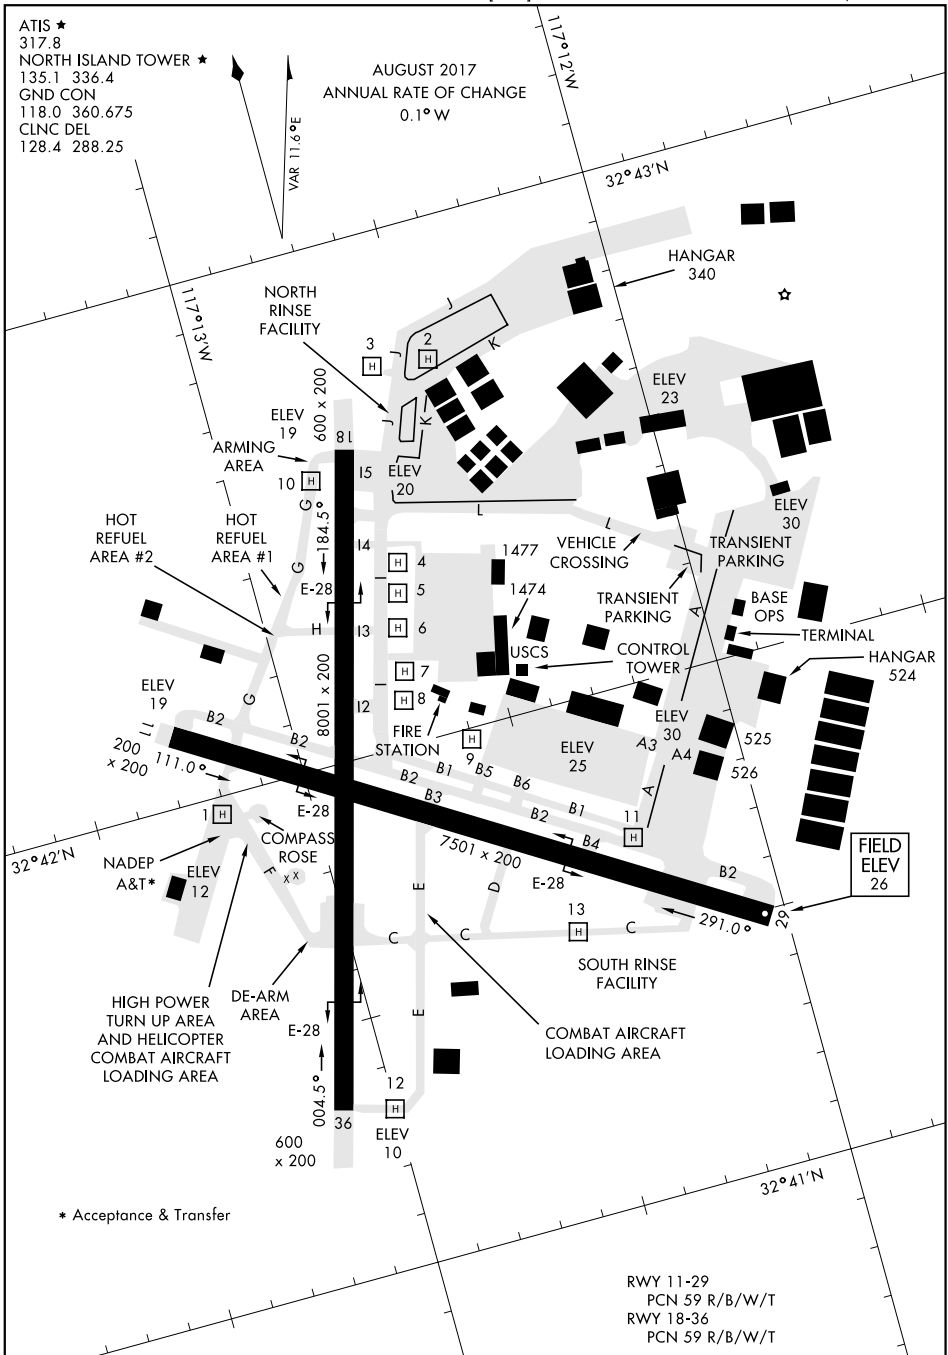 ATIS ★
317.8
NORTH ISLAND TOWER ★
135.1 336.4
GND CON
118.0 360.675
CLNC DEL
128.4 288.25
VAR 11.6°E
AUGUST 2017
ANNUAL RATE OF CHANGE
0.1° W
117°12'W
32°43'N
117°13'W
HANGAR
340
NORTH
RINSE
FACILITY
J
K
3
H
2
H
J
J
K
ELEV
23
600 x 200
ELEV
19
18
ARMING
AREA
10
H
I5
ELEV
20
L
L
ELEV
30
G
184.5°
HOT
REFUEL
AREA #2
HOT
REFUEL
AREA #1
G
I4
H
4
H
5
H
6
E-28
H
I3
1477
1474
VEHICLE
CROSSING
TRANSIENT
PARKING
TRANSIENT
PARKING
A
BASE
OPS
TERMINAL
USCS
CONTROL
TOWER
HANGAR
524
H
7
H
8
8001 x 200
I2
G
FIRE
STATION
H
9
ELEV
19
B2
B2
11
200
x 200
111.0°
E-28
B2
B1
B5
B6
B3
B2
B1
B4
ELEV
25
ELEV
30
A3
A4
A
525
526
11
H
B2
FIELD
ELEV
26
32°42'N
1
H
COMPASS
ROSE
NADEP
A&T*
ELEV
12
F
X X
7501 x 200
E-28
E
D
291.0°
29
13
H
C
C
C
SOUTH RINSE
FACILITY
HIGH POWER
TURN UP AREA
AND HELICOPTER
COMBAT AIRCRAFT
LOADING AREA
DE-ARM
AREA
E-28
E
COMBAT AIRCRAFT
LOADING AREA
004.5°
36
12
H
ELEV
10
600
x 200
32°41'N
* Acceptance & Transfer
RWY 11-29
PCN 59 R/B/W/T
RWY 18-36
PCN 59 R/B/W/T